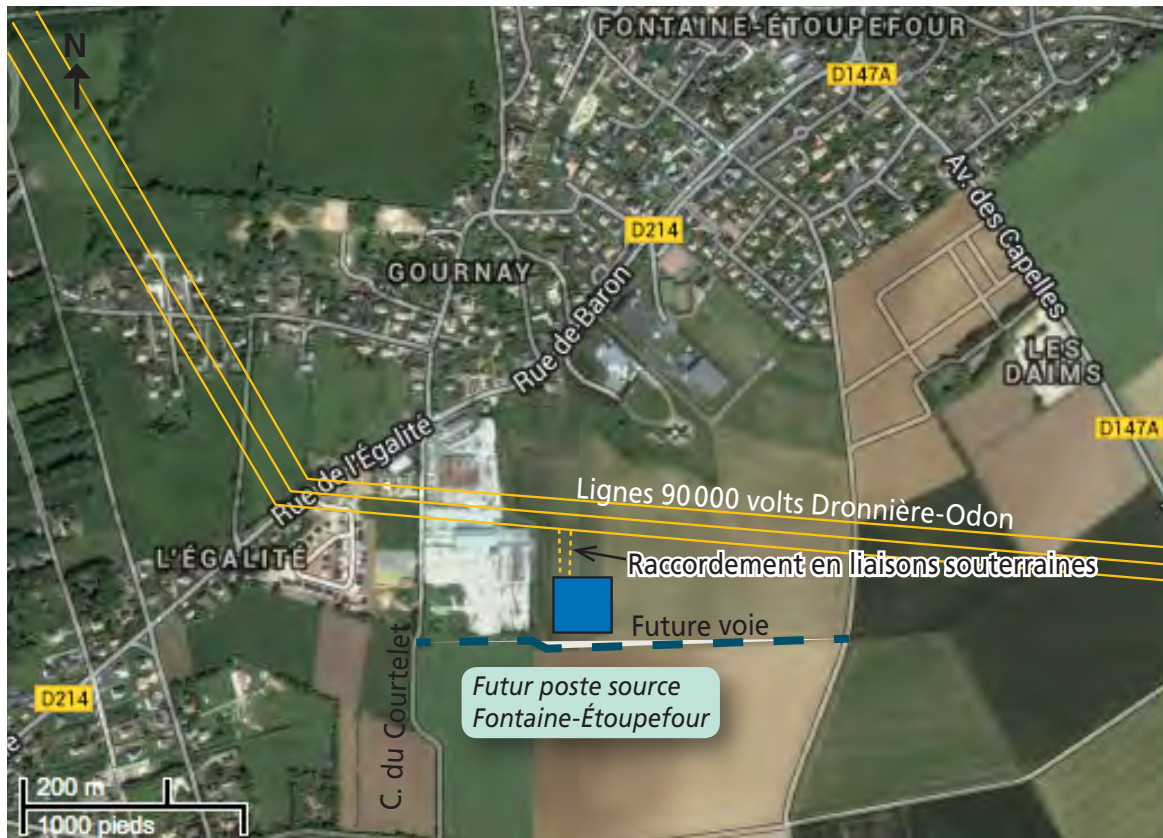 N
FONTAINE-ÉTOUPEFOUR
D147A
Av. des Capelles
D214
GOURNAY
Rue de Baron
LES
DAIMS
D147A
Rue de l'Égalité
Lignes 90 000 volts Dronnière-Odon
L'ÉGALITÉ
Raccordement en liaisons souterraines
Future voie
C. du Courtelet
Futur poste source
Fontaine-Étoupefour
D214
200 m
1000 pieds